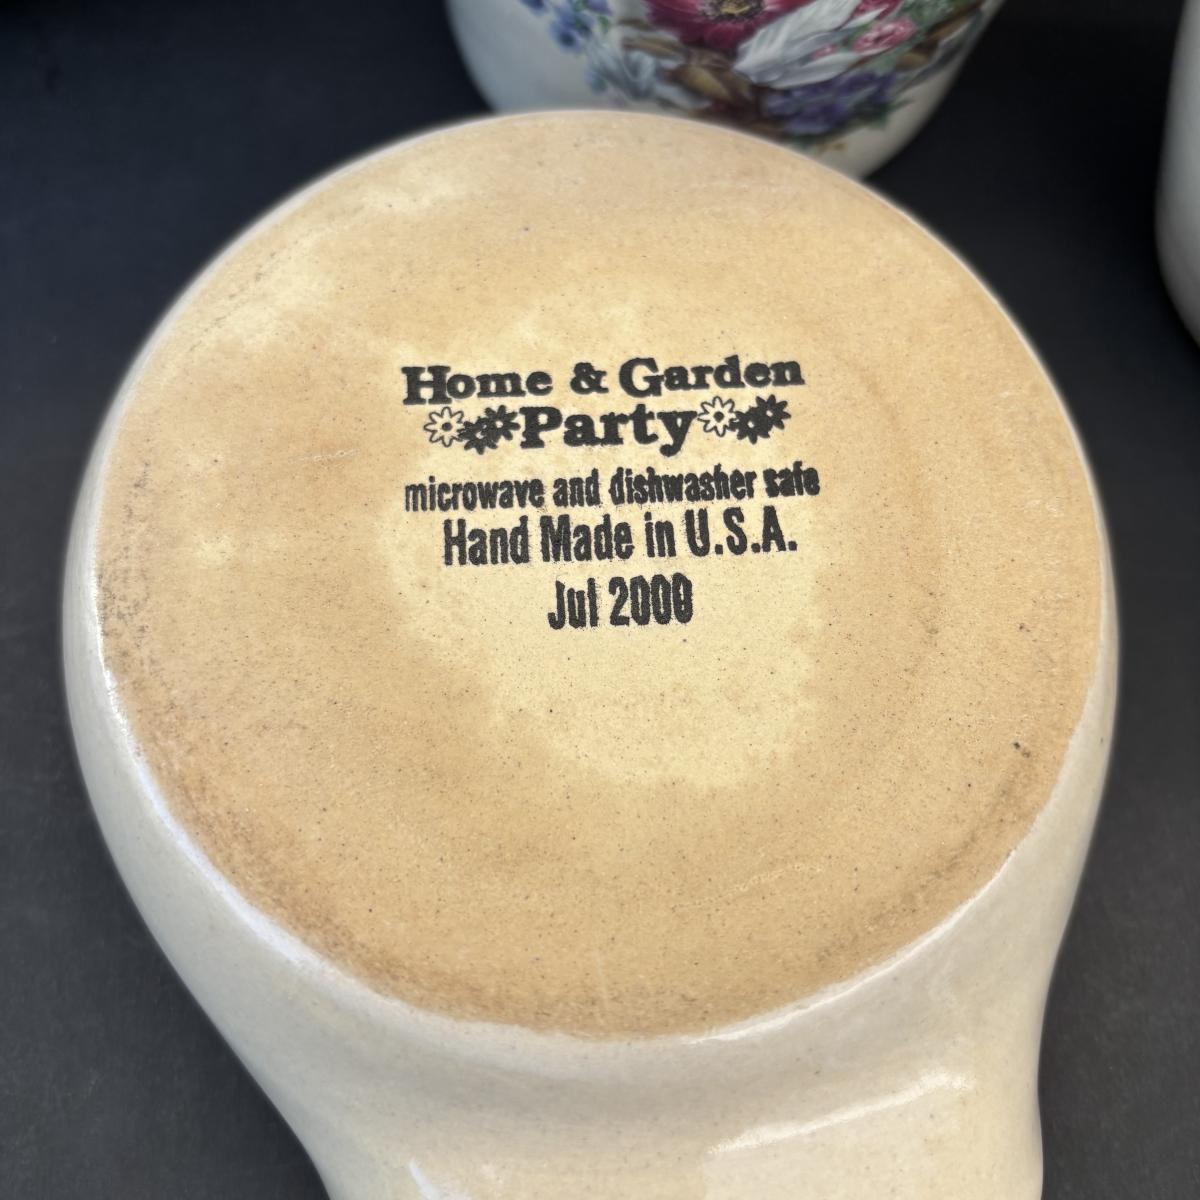 Home & Garden
Party
microwave and dishwasher safe
Hand Made in U.S.A.
Jul 2000